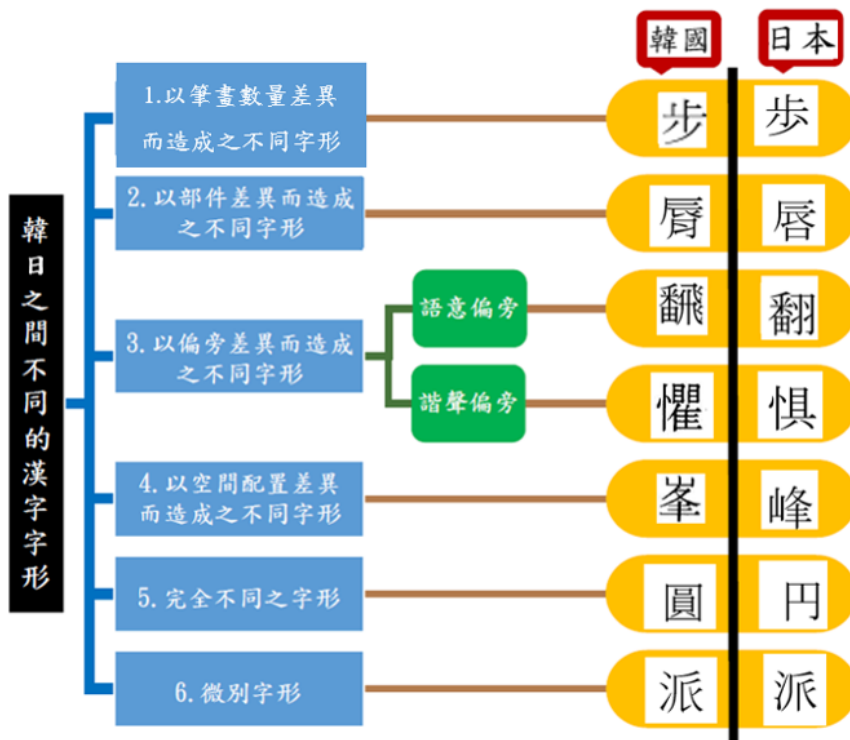 韓國
日本
韓日之間不同的漢字字形
1.以筆畫數量差異
而造成之不同字形
步
歩
2.以部件差異而造成
之不同字形
脣
唇
3.以偏旁差異而造成
之不同字形
語意偏旁
飜
翻
諧聲偏旁
懼
惧
4.以空間配置差異
而造成之不同字形
峯
峰
5.完全不同之字形
圓
円
6.微別字形
派
派